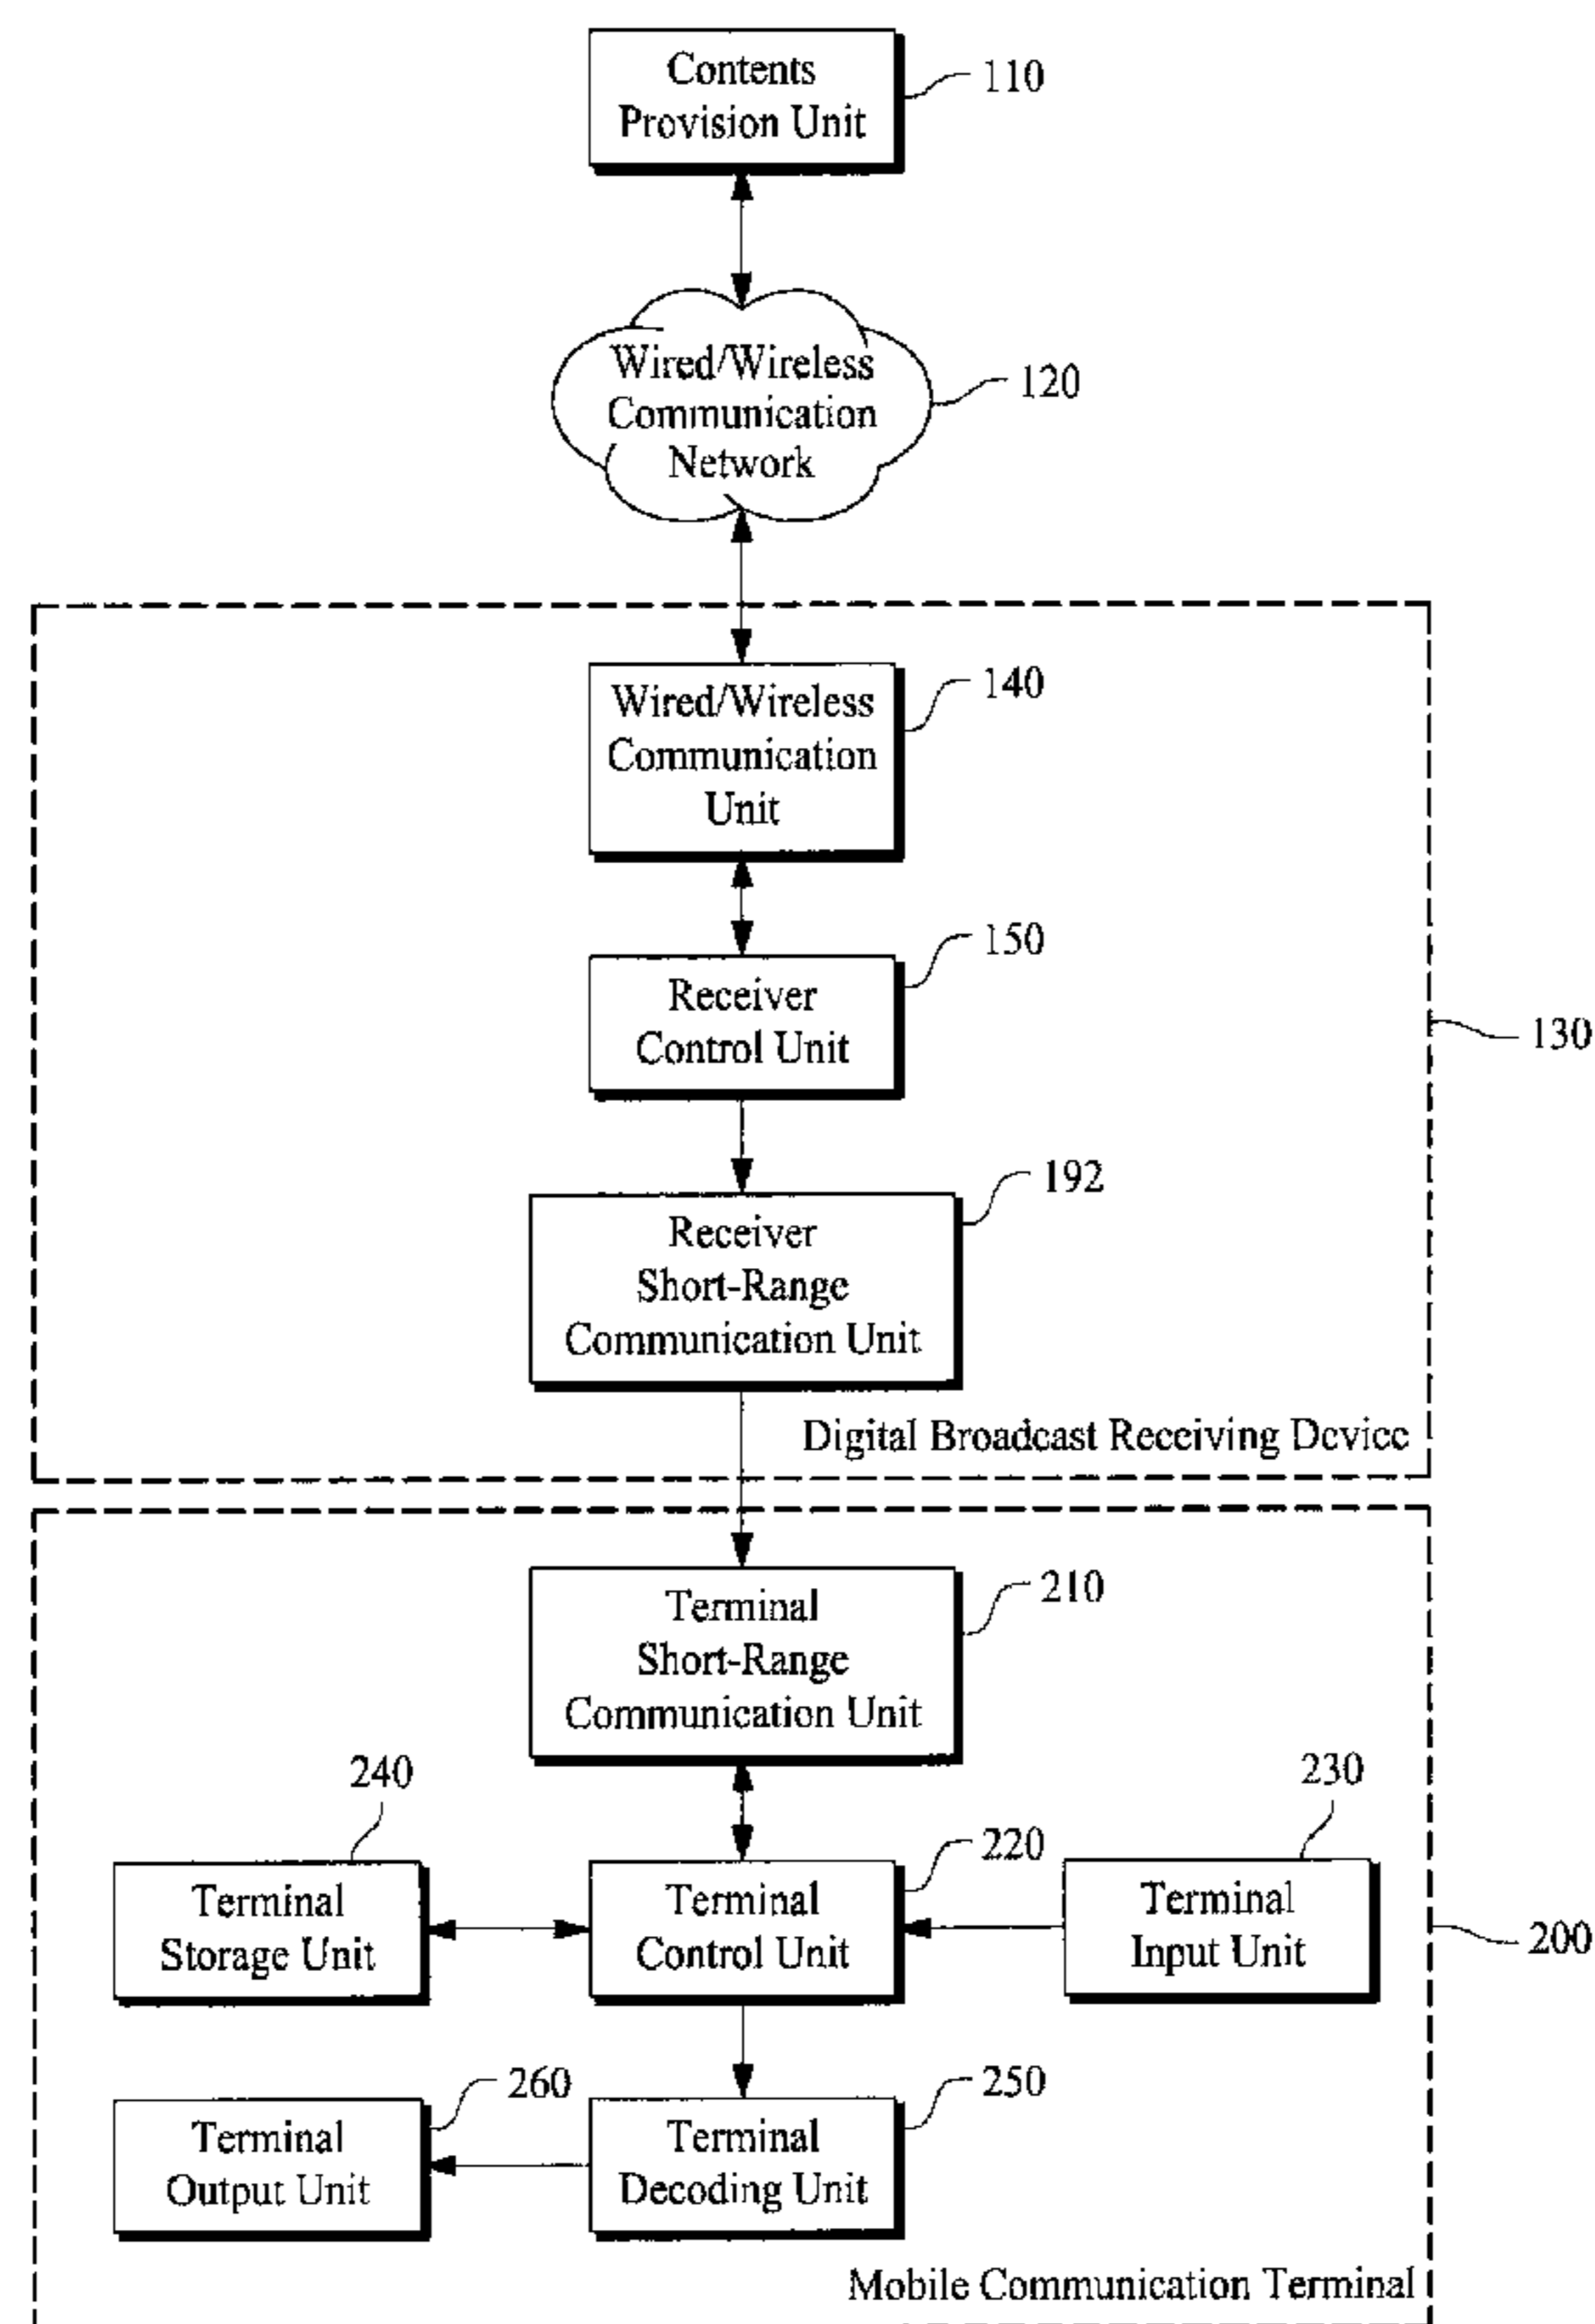 Contents
Provision Unit
110
Wired/Wireless
Communication
Network
120
Wired/Wireless
Communication
Unit
140
Receiver
Control Unit
150
130
Receiver
Short-Range
Communication Unit
192
Digital Broadcast Receiving Device
Terminal
Short-Range
Communication Unit
210
240
230
220
Terminal
Storage Unit
Terminal
Control Unit
Terminal
Input Unit
200
260
250
Terminal
Output Unit
Terminal
Decoding Unit
Mobile Communication Terminal